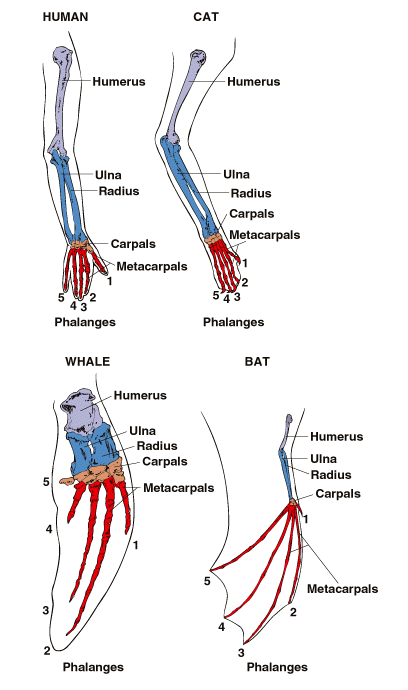 HUMAN
Humerus
Ulna
Radius
Carpals
Metacarpals
1
5 4 3 2
Phalanges
CAT
Humerus
Ulna
Radius
Carpals
Metacarpals
1
2
5 4 3
Phalanges
WHALE
Humerus
Ulna
Radius
Carpals
5
Metacarpals
4
1
3
2
Phalanges
BAT
Humerus
Ulna
Radius
Carpals
1
5
Metacarpals
2
4
3
Phalanges